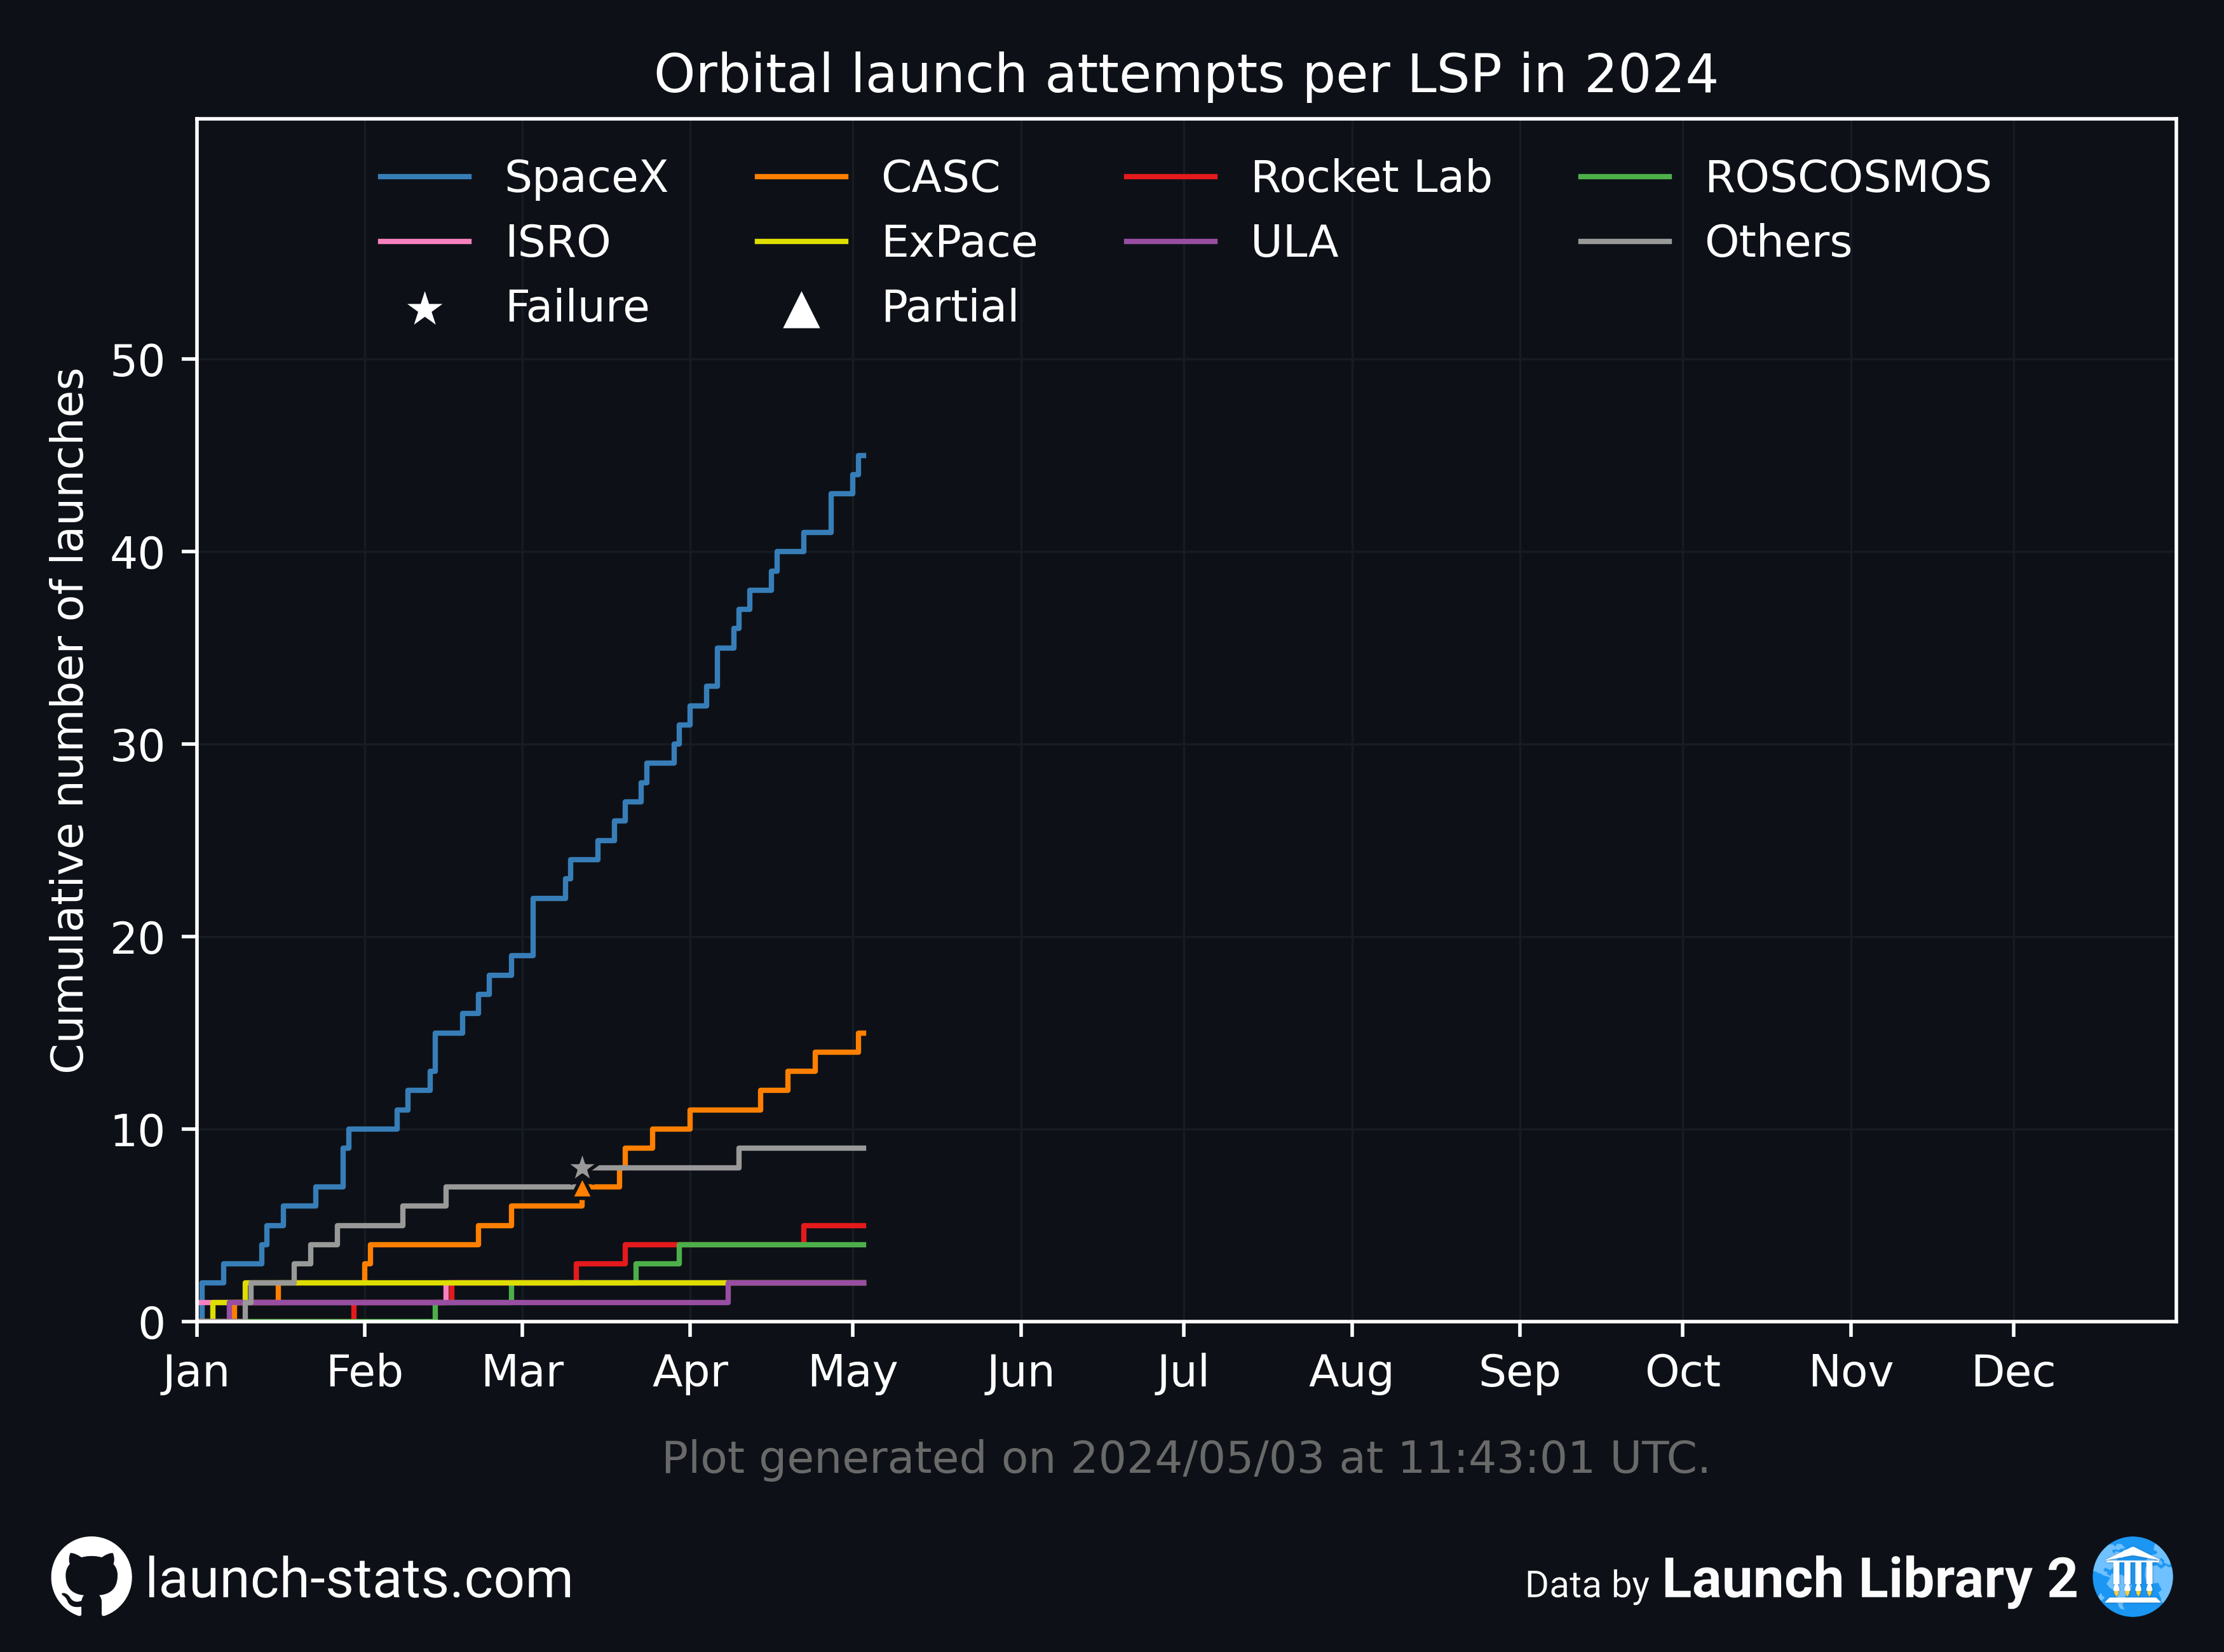 Orbital launch attempts per LSP in 2024
SpaceX CASC Rocket Lab ROSCOSMOS
ISRO ExPace ULA Others
Failure Partial
Cumulative number of launches
50
40
30
20
10
0
Jan Feb Mar Apr May Jun Jul Aug Sep Oct Nov Dec
Plot generated on 2024/05/03 at 11:43:01 UTC.
launch-stats.com
Data by Launch Library 2